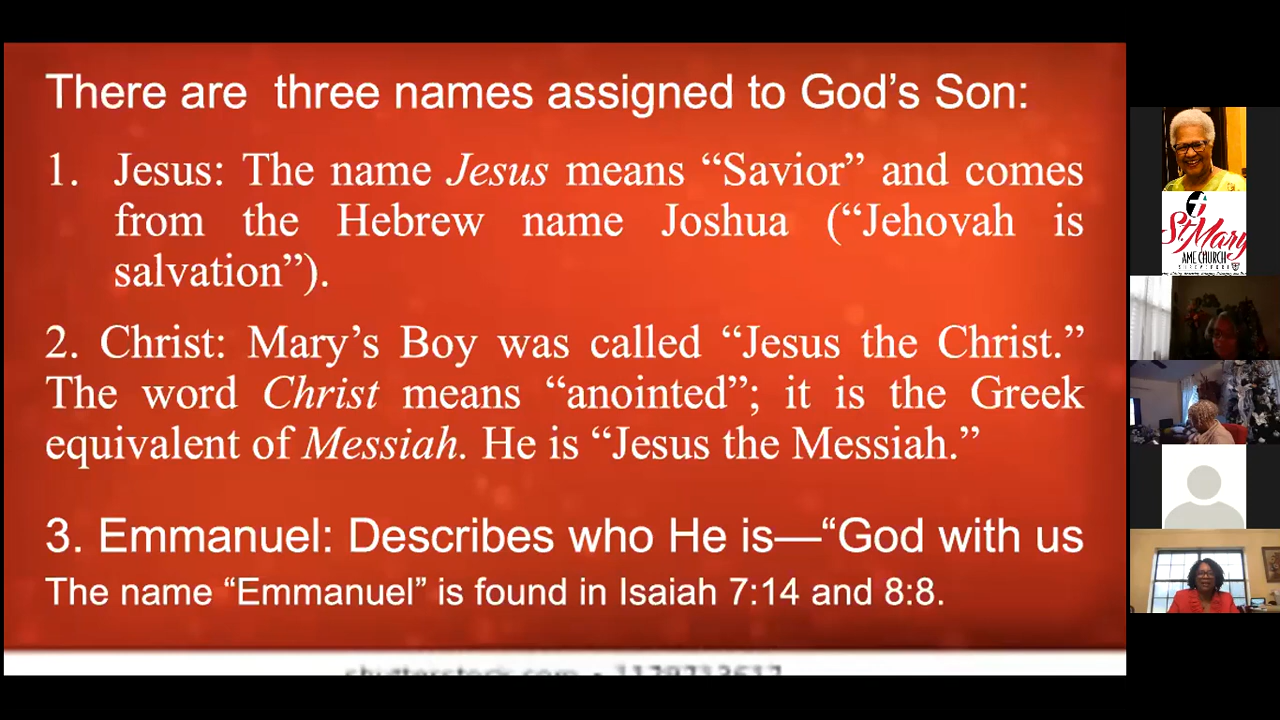 There are three names assigned to God's Son:
1. Jesus: The name Jesus means “Savior” and comes
from the Hebrew name Joshua (“Jehovah is
salvation”).
2. Christ: Mary’s Boy was called “Jesus the Christ.”
The word Christ means “anointed”; it is the Greek
equivalent of Messiah. He is “Jesus the Messiah.”
3. Emmanuel: Describes who He is—“God with us
The name “Emmanuel” is found in Isaiah 7:14 and 8:8.
St. Mary
AME CHURCH